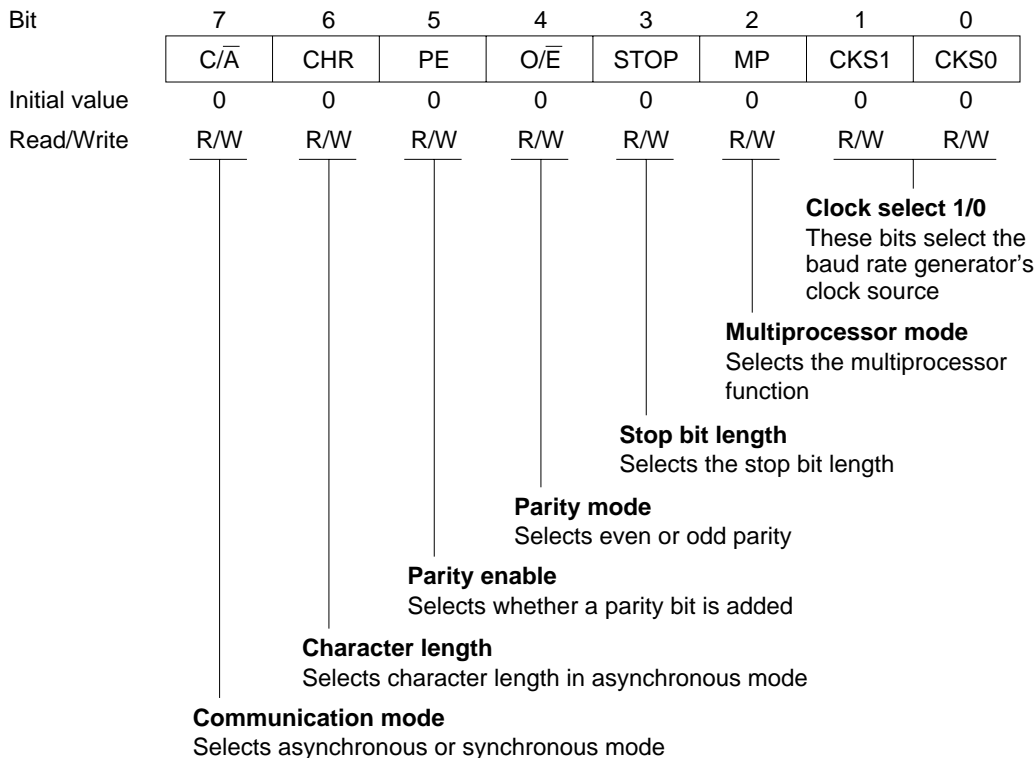 Bit 7 6 5 4 3 2 1 0
C/A̅ CHR PE O/E̅ STOP MP CKS1 CKS0
Initial value 0 0 0 0 0 0 0 0
Read/Write R/W R/W R/W R/W R/W R/W R/W R/W
Clock select 1/0
These bits select the
baud rate generator's
clock source
Multiprocessor mode
Selects the multiprocessor
function
Stop bit length
Selects the stop bit length
Parity mode
Selects even or odd parity
Parity enable
Selects whether a parity bit is added
Character length
Selects character length in asynchronous mode
Communication mode
Selects asynchronous or synchronous mode